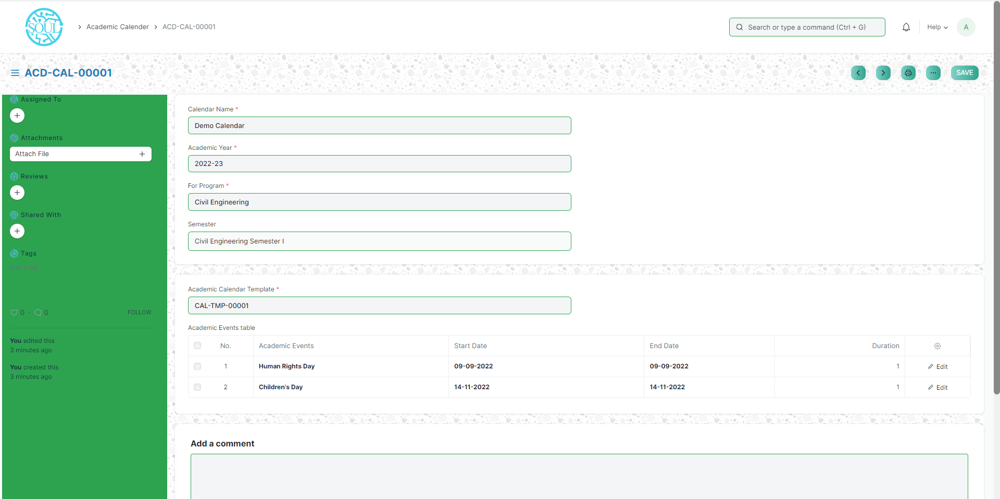 SOUL
Academic Calender
ACD-CAL-00001
Search or type a command (Ctrl + G)
Help
A
ACD-CAL-00001
SAVE
Assigned To
Attachments
Attach File
Reviews
Shared With
Tags
Add a tag ...
0 · 0
FOLLOW
You edited this
3 minutes ago
You created this
3 minutes ago
Calendar Name *
Demo Calendar
Academic Year *
2022-23
For Program *
Civil Engineering
Semester
Civil Engineering Semester I
Academic Calendar Template *
CAL-TMP-00001
Academic Events table
No. Academic Events Start Date End Date Duration
1 Human Rights Day 09-09-2022 09-09-2022 1 Edit
2 Children's Day 14-11-2022 14-11-2022 1 Edit
Add a comment